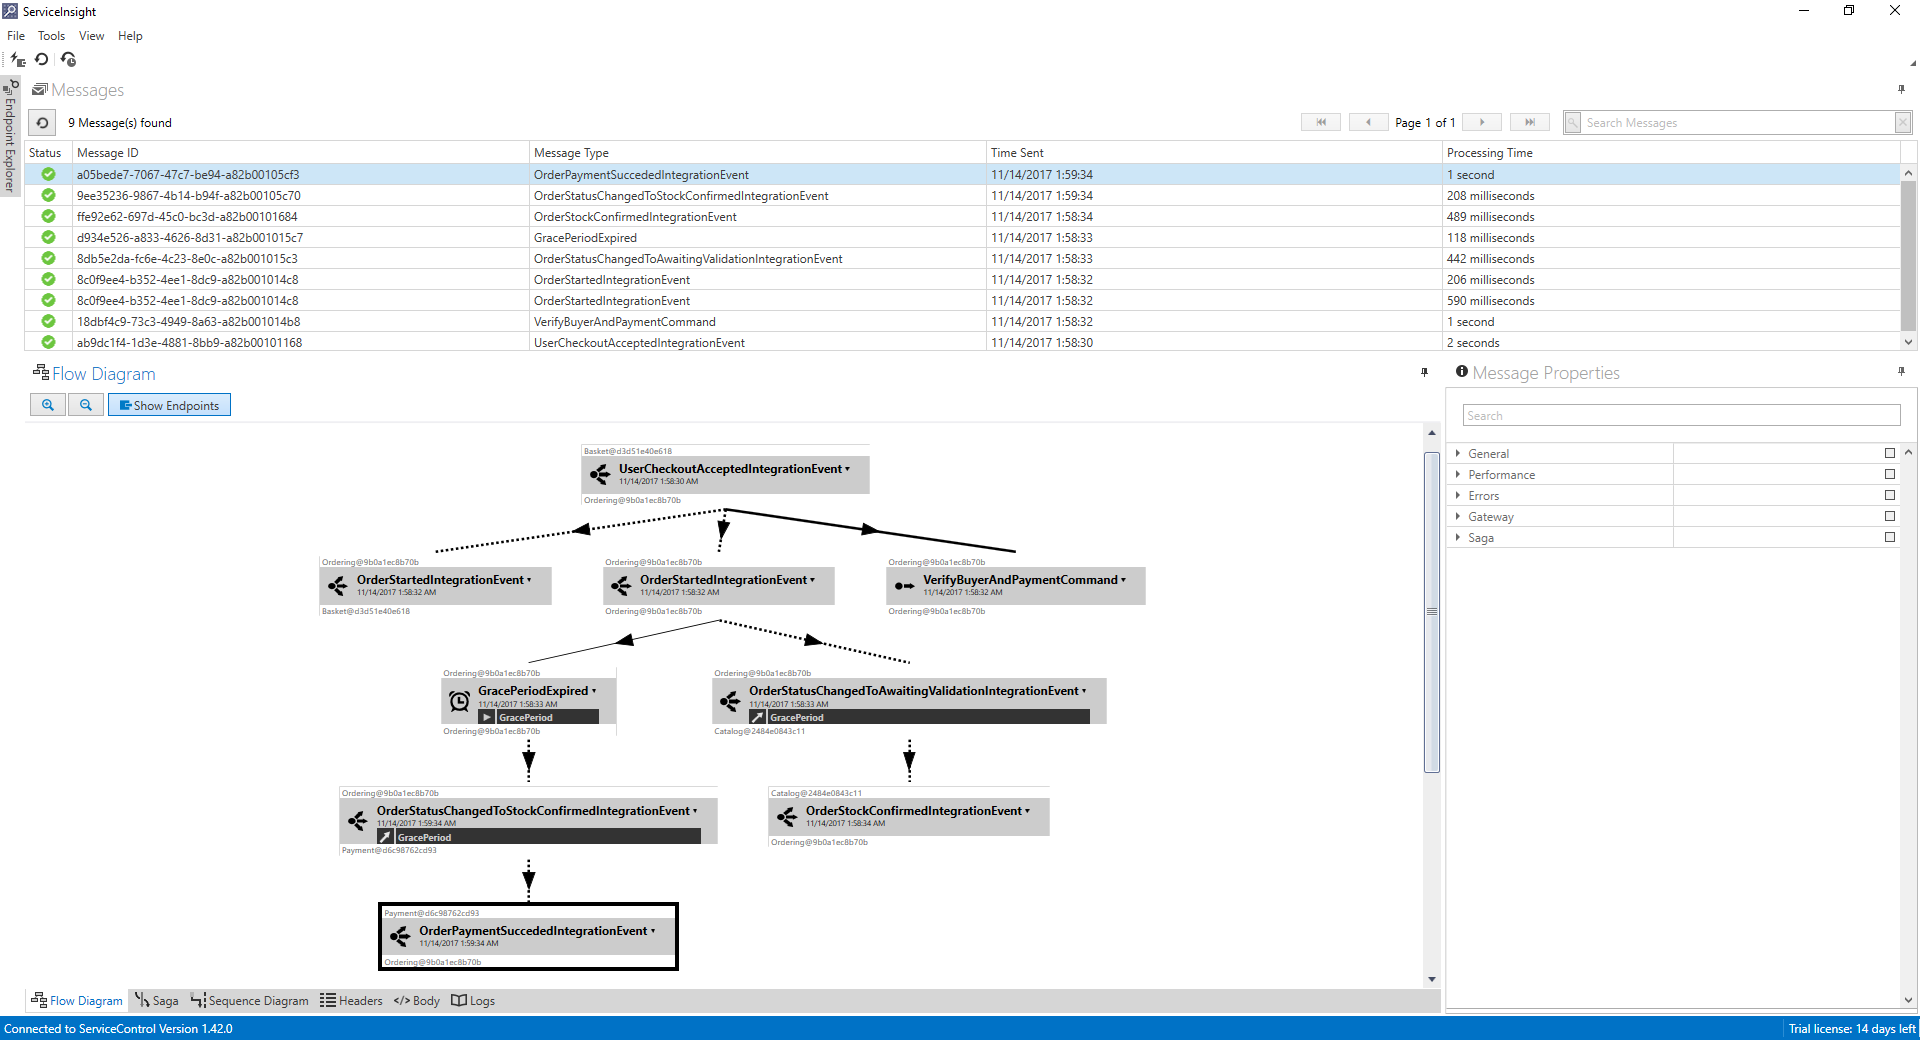 ServiceInsight
File Tools View Help
Endpoint Explorer
Messages
9 Message(s) found
Page 1 of 1
Search Messages
Status Message ID Message Type Time Sent Processing Time
a05bede7-7067-47c7-be94-a82b00105cf3 OrderPaymentSuccededIntegrationEvent 11/14/2017 1:59:34 1 second
9ee35236-9867-4b14-b94f-a82b00105c70 OrderStatusChangedToStockConfirmedIntegrationEvent 11/14/2017 1:59:34 208 milliseconds
ffe92e62-697d-45c0-bc3d-a82b00101684 OrderStockConfirmedIntegrationEvent 11/14/2017 1:58:34 489 milliseconds
d934e526-a833-4626-8d31-a82b001015c7 GracePeriodExpired 11/14/2017 1:58:33 118 milliseconds
8db5e2da-fc6e-4c23-8e0c-a82b001015c3 OrderStatusChangedToAwaitingValidationIntegrationEvent 11/14/2017 1:58:33 442 milliseconds
8c0f9ee4-b352-4ee1-8dc9-a82b001014c8 OrderStartedIntegrationEvent 11/14/2017 1:58:32 206 milliseconds
8c0f9ee4-b352-4ee1-8dc9-a82b001014c8 OrderStartedIntegrationEvent 11/14/2017 1:58:32 590 milliseconds
18dbf4c9-73c3-4949-8a63-a82b001014b8 VerifyBuyerAndPaymentCommand 11/14/2017 1:58:32 1 second
ab9dc1f4-1d3e-4881-8bb9-a82b00101168 UserCheckoutAcceptedIntegrationEvent 11/14/2017 1:58:30 2 seconds
Flow Diagram
Show Endpoints
Basket@d3d51e40e618
UserCheckoutAcceptedIntegrationEvent
11/14/2017 1:58:30 AM
Ordering@9b0a1ec8b70b
Ordering@9b0a1ec8b70b
OrderStartedIntegrationEvent
11/14/2017 1:58:32 AM
Basket@d3d51e40e618
Ordering@9b0a1ec8b70b
OrderStartedIntegrationEvent
11/14/2017 1:58:32 AM
Ordering@9b0a1ec8b70b
Ordering@9b0a1ec8b70b
VerifyBuyerAndPaymentCommand
11/14/2017 1:58:32 AM
Ordering@9b0a1ec8b70b
Ordering@9b0a1ec8b70b
GracePeriodExpired
11/14/2017 1:58:33 AM
GracePeriod
Ordering@9b0a1ec8b70b
Ordering@9b0a1ec8b70b
OrderStatusChangedToAwaitingValidationIntegrationEvent
11/14/2017 1:58:33 AM
GracePeriod
Catalog@2484e0843c11
Ordering@9b0a1ec8b70b
OrderStatusChangedToStockConfirmedIntegrationEvent
11/14/2017 1:59:34 AM
GracePeriod
Payment@d6c98762cd93
Catalog@2484e0843c11
OrderStockConfirmedIntegrationEvent
11/14/2017 1:58:34 AM
Ordering@9b0a1ec8b70b
Payment@d6c98762cd93
OrderPaymentSuccededIntegrationEvent
11/14/2017 1:59:34 AM
Ordering@9b0a1ec8b70b
Message Properties
Search
General
Performance
Errors
Gateway
Saga
Flow Diagram Saga Sequence Diagram Headers </> Body Logs
Connected to ServiceControl Version 1.42.0
Trial license: 14 days left